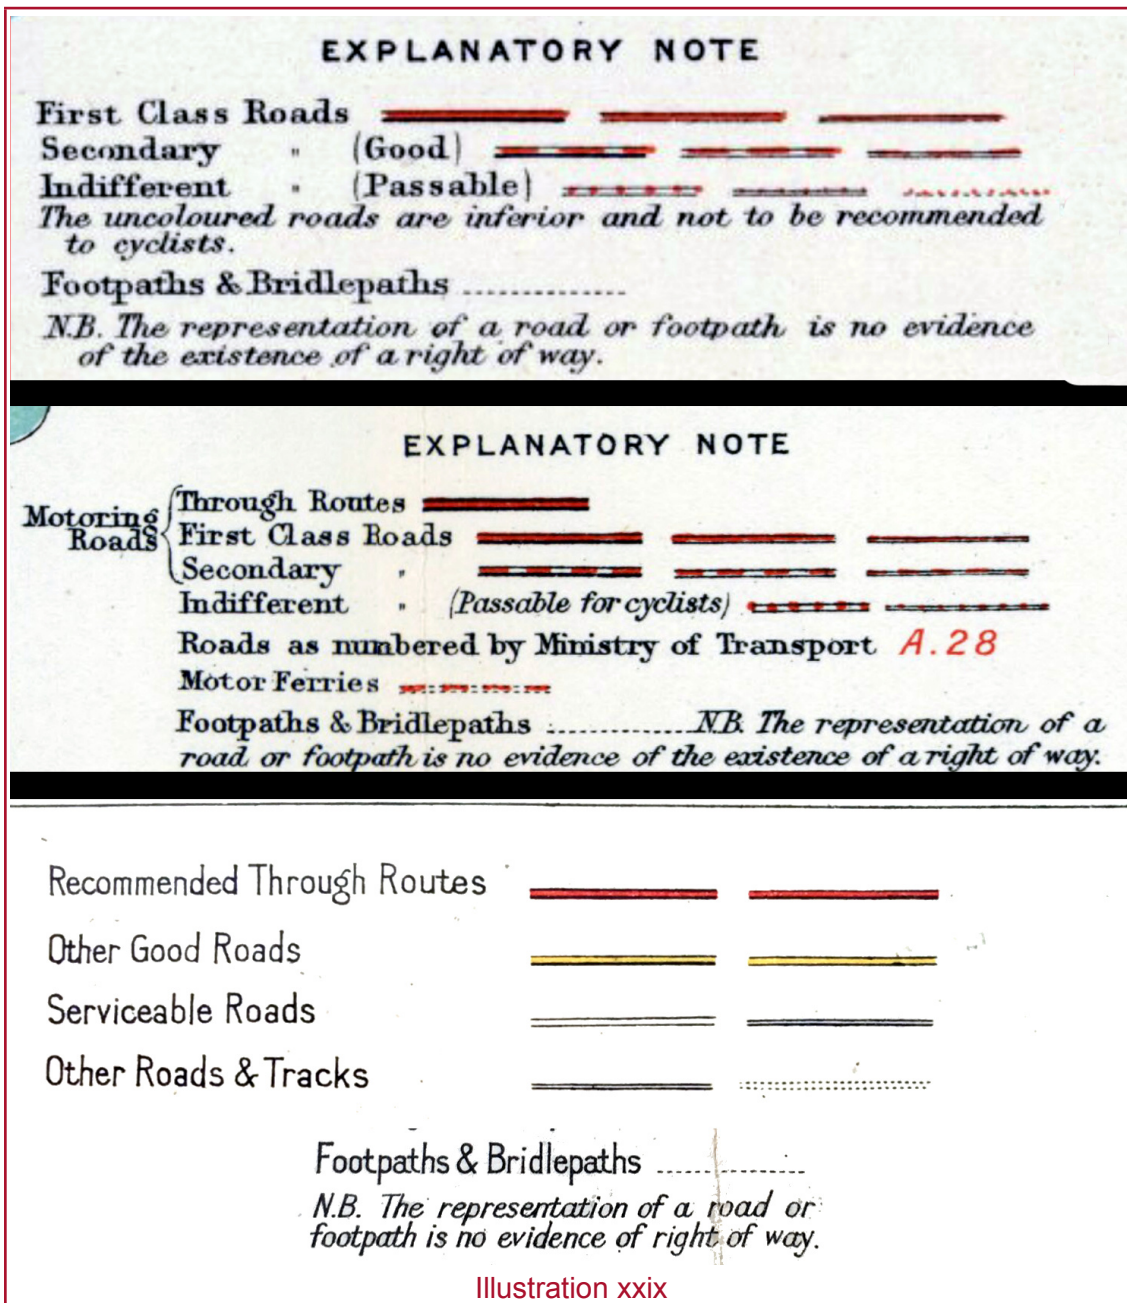 EXPLANATORY NOTE
First Class Roads
Secondary " (Good)
Indifferent " (Passable)
The uncoloured roads are inferior and not to be recommended
to cyclists.
Footpaths & Bridlepaths ..............
N.B. The representation of a road or footpath is no evidence
of the existence of a right of way.
EXPLANATORY NOTE
Motoring Roads
Through Routes
First Class Roads
Secondary "
Indifferent " (Passable for cyclists)
Roads as numbered by Ministry of Transport A.28
Motor Ferries
Footpaths & Bridlepaths ..............N.B. The representation of a
road or footpath is no evidence of the existence of a right of way.
Recommended Through Routes
Other Good Roads
Serviceable Roads
Other Roads & Tracks
Footpaths & Bridlepaths ..............
N.B. The representation of a road or
footpath is no evidence of right of way.
Illustration xxix